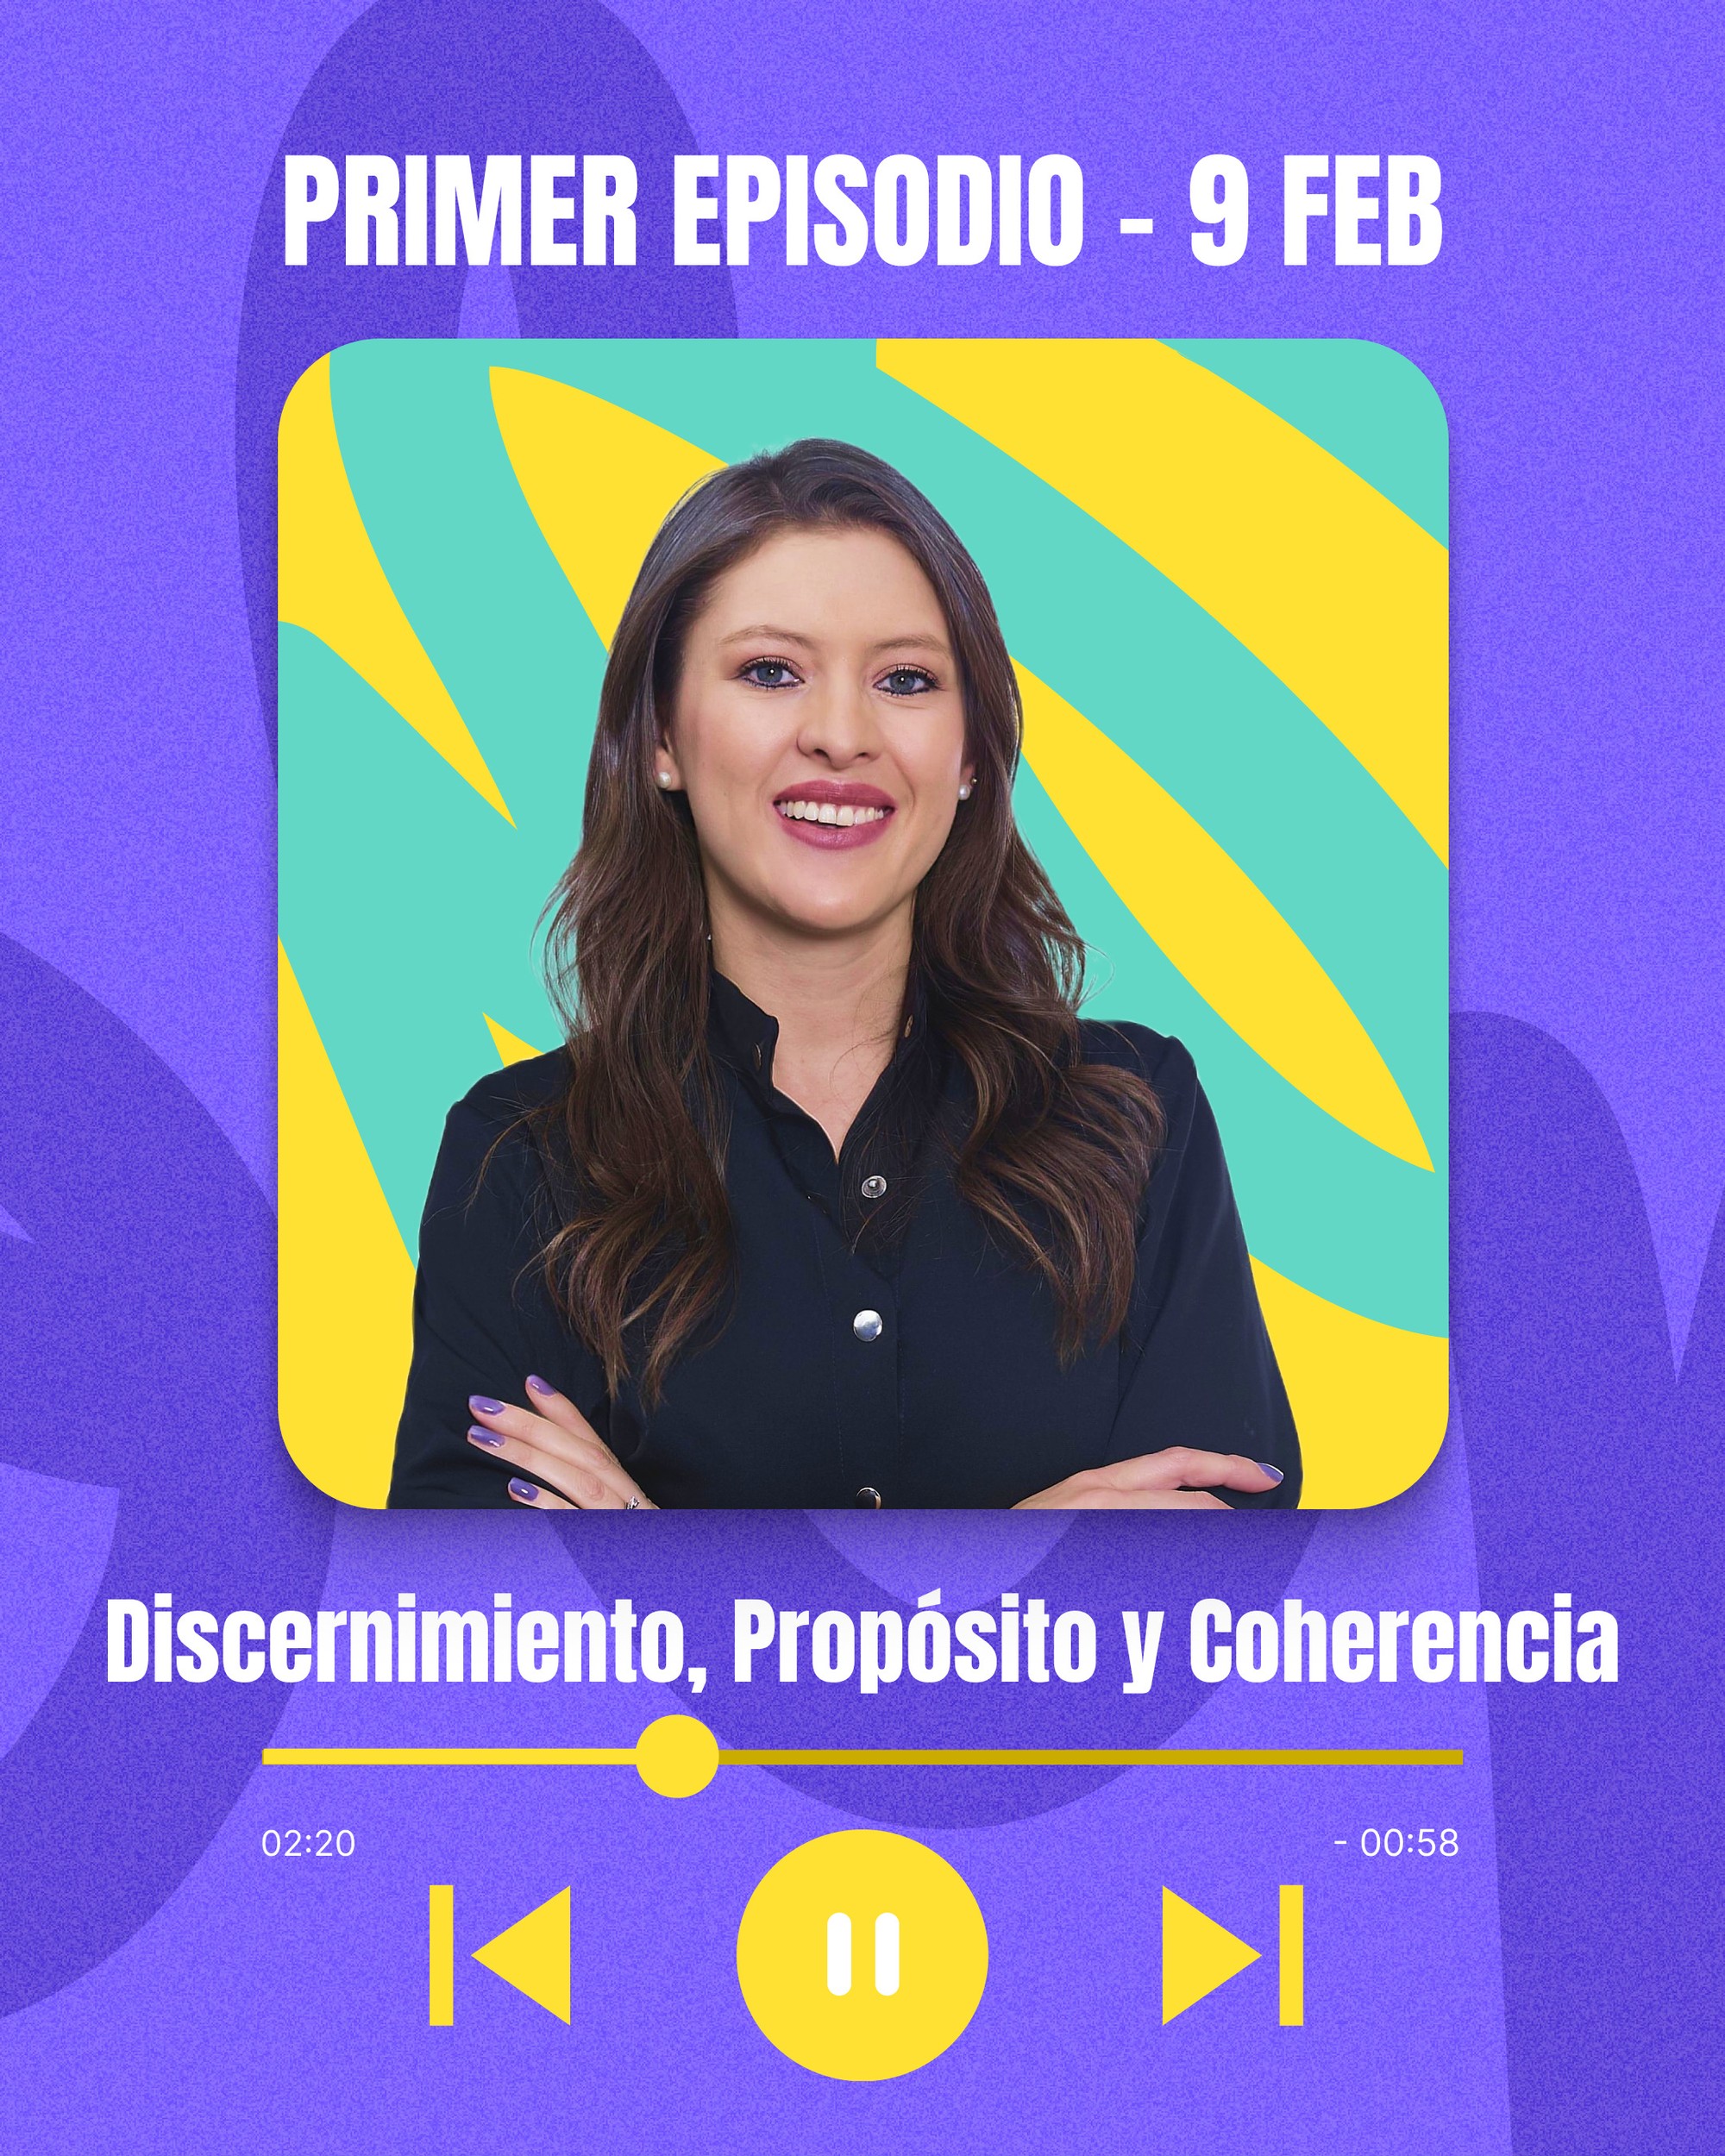 PRIMER EPISODIO - 9 FEB
Discernimiento, Propósito y Coherencia
02:20
- 00:58